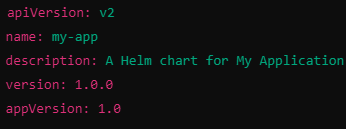 apiVersion: v2
name: my-app
description: A Helm chart for My Application
version: 1.0.0
appVersion: 1.0